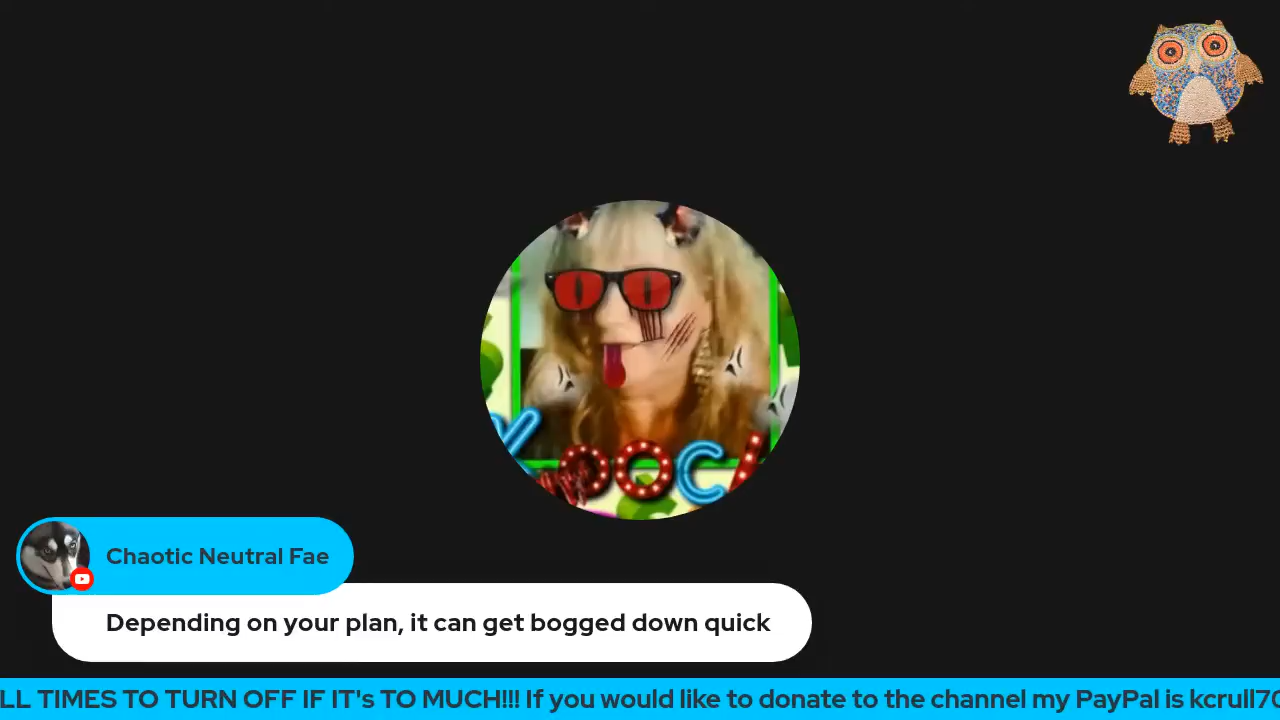 Chaotic Neutral Fae
Depending on your plan, it can get bogged down quick
LL TIMES TO TURN OFF IF IT's TO MUCH!!! If you would like to donate to the channel my PayPal is kcrull70